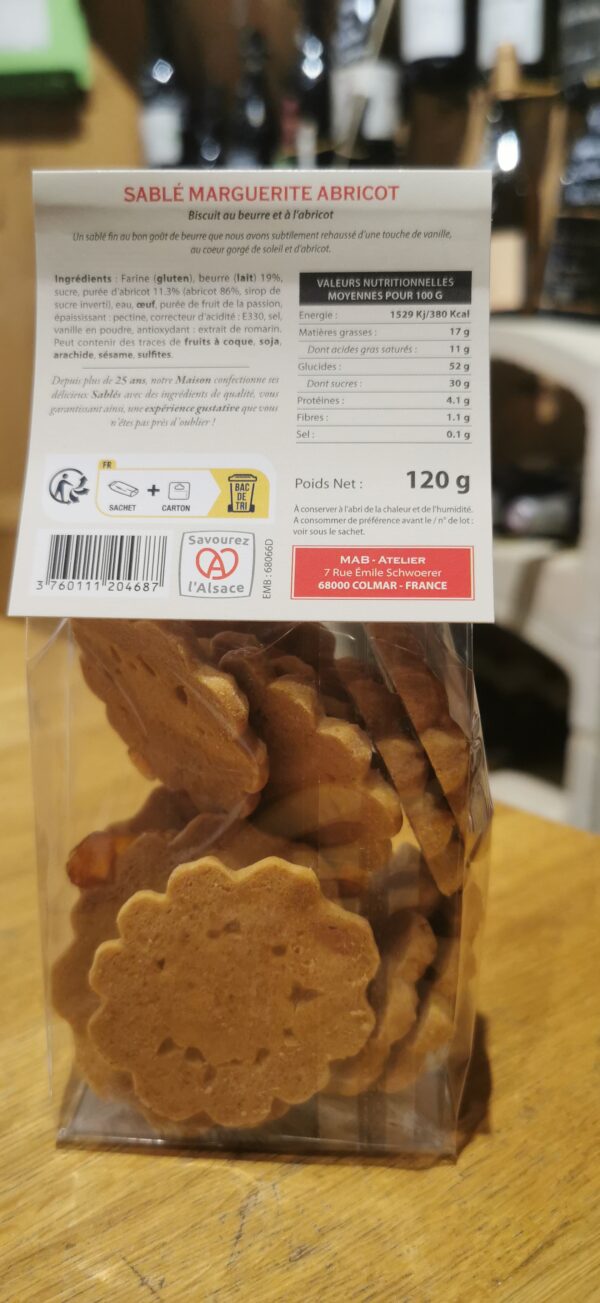 SABLÉ MARGUERITE ABRICOT
Biscuit au beurre et à l'abricot
Un sablé fin au bon goût de beurre que nous avons subtilement rehaussé d'une touche de vanille,
au coeur gorgé de soleil et d'abricot.
Ingrédients : Farine (gluten), beurre (lait) 19%,
sucre, purée d'abricot 11.3% (abricot 86%, sirop de
sucre inverti), eau, œuf, purée de fruit de la passion,
épaississant : pectine, correcteur d'acidité : E330, sel,
vanille en poudre, antioxydant : extrait de romarin.
Peut contenir des traces de fruits à coque, soja,
arachide, sésame, sulfites.
Depuis plus de 25 ans, notre Maison confectionne ses
délicieux Sablés avec des ingrédients de qualité, vous
garantissant ainsi, une expérience gustative que vous
n'êtes pas près d'oublier !
VALEURS NUTRITIONNELLES
MOYENNES POUR 100 G
Energie : 1529 Kj/380 Kcal
Matières grasses : 17 g
Dont acides gras saturés : 11 g
Glucides : 52 g
Dont sucres : 30 g
Protéines : 4.1 g
Fibres : 1.1 g
Sel : 0.1 g
FR
SACHET + CARTON
BAC
DE
TRI
Poids Net : 120 g
A conserver à l'abri de la chaleur et de l'humidité.
A consommer de préférence avant le / n° de lot :
voir sous le sachet.
3 760111 204687
Savourez
l'Alsace
EMB : 68066D
MAB - ATELIER
7 Rue Émile Schwoerer
68000 COLMAR - FRANCE